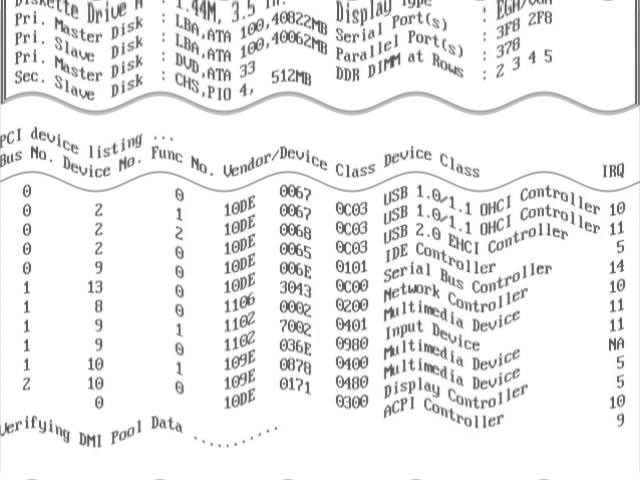 Diskette Drive A : 1.44M, 3.5 in. Display Type : EGA/VGA
Pri. Master Disk : LBA,ATA 100,40822MB Serial Port(s) : 3F8 2F8
Pri. Slave Disk : LBA,ATA 100,40062MB Parallel Port(s) : 378
Pri. Master Disk : DVD,ATA 33 DDR DIMM at Rows : 2 3 4 5
Sec. Slave Disk : CHS,PIO 4, 512MB
PCI device listing ...
Bus No. Device No. Func No. Vendor/Device Class Device Class IRQ
0 2 0 10DE 0067 0C03 USB 1.0/1.1 OHCI Controller 10
0 2 1 10DE 0067 0C03 USB 1.0/1.1 OHCI Controller 11
0 2 2 10DE 0068 0C03 USB 2.0 EHCI Controller 5
0 9 0 10DE 0065 0101 IDE Controller 14
0 13 0 10DE 006E 0C00 Serial Bus Controller 10
1 8 0 1106 3043 0200 Network Controller 11
1 9 0 1102 0002 0401 Multimedia Device 11
1 9 1 1102 7002 0980 Input Device NA
1 10 0 109E 036E 0400 Multimedia Device 5
1 10 1 109E 0878 0480 Multimedia Device 5
2 0 0 10DE 0171 0300 Display Controller 10
ACPI Controller 9
Verifying DMI Pool Data ...........